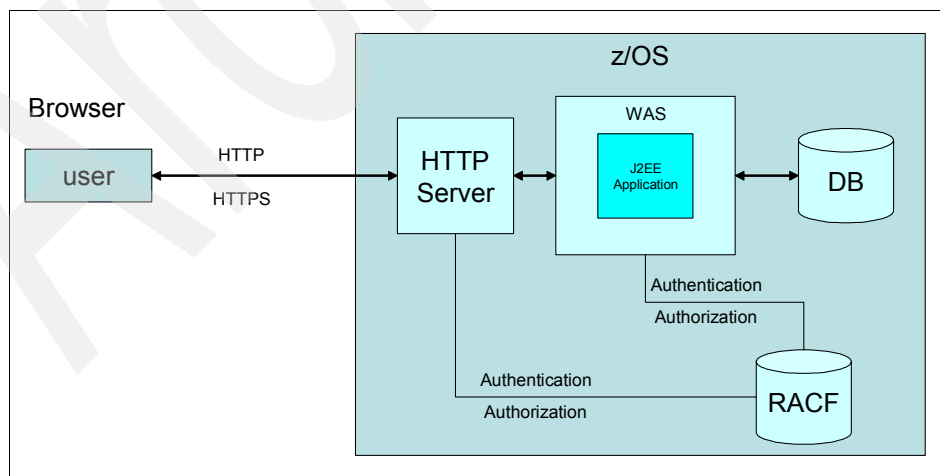 z/OS
Browser
user
HTTP
HTTPS
HTTP
Server
WAS
J2EE
Application
DB
Authentication
Authorization
Authentication
Authorization
RACF